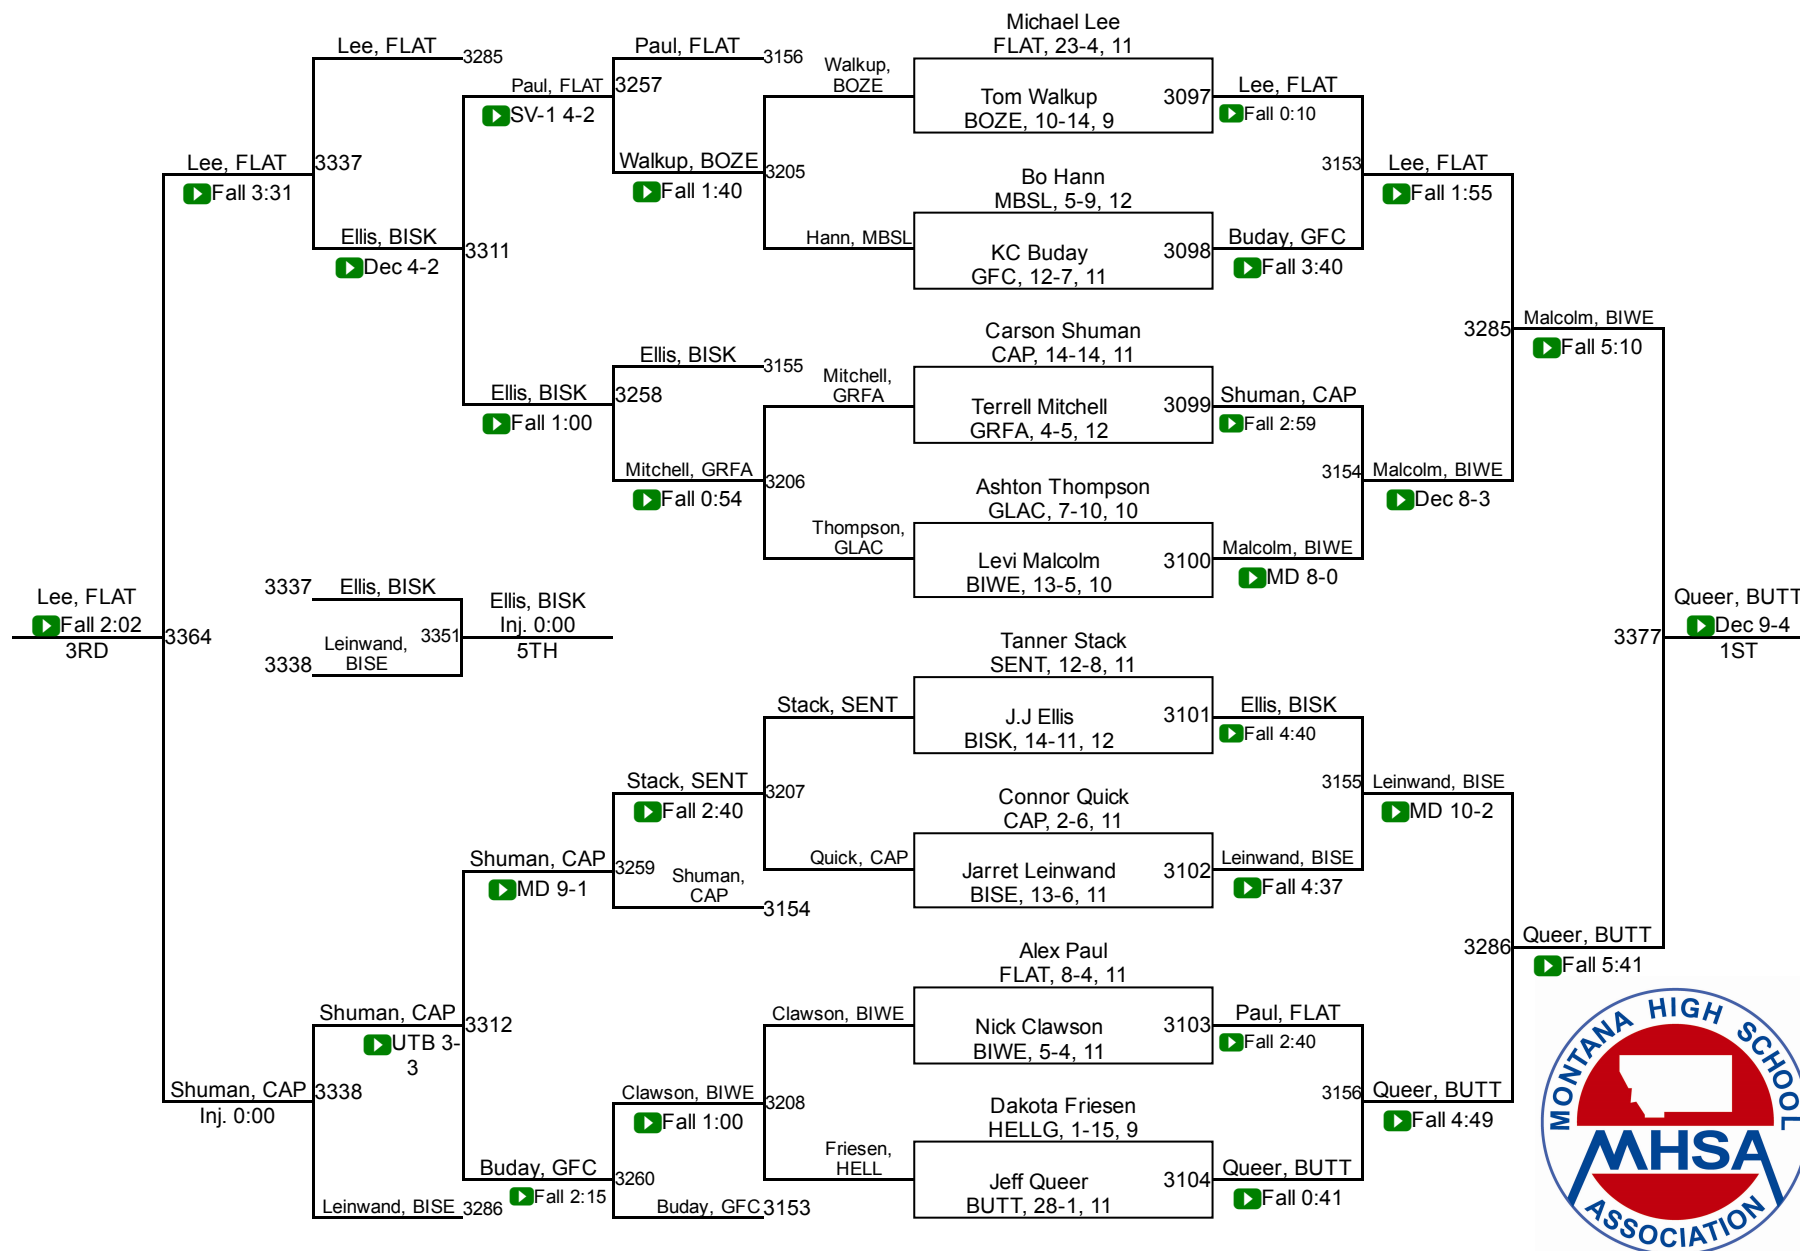 Michael Lee
FLAT, 23-4, 11
Lee, FLAT
3285
Paul, FLAT
3156
Walkup,
BOZE
Paul, FLAT
3257
SV-1 4-2
Tom Walkup
BOZE, 10-14, 9
3097
Lee, FLAT
Fall 0:10
Lee, FLAT
3337
Fall 3:31
Walkup, BOZE
3205
Fall 1:40
3153
Lee, FLAT
Fall 1:55
Bo Hann
MBSL, 5-9, 12
Ellis, BISK
3311
Dec 4-2
Hann, MBSL
KC Buday
GFC, 12-7, 11
3098
Buday, GFC
Fall 3:40
Carson Shuman
CAP, 14-14, 11
3285
Malcolm, BIWE
Fall 5:10
Ellis, BISK
3155
Mitchell,
GRFA
Ellis, BISK
3258
Fall 1:00
Terrell Mitchell
GRFA, 4-5, 12
3099
Shuman, CAP
Fall 2:59
Mitchell, GRFA
3206
Fall 0:54
3154
Malcolm, BIWE
Dec 8-3
Ashton Thompson
GLAC, 7-10, 10
Thompson,
GLAC
Levi Malcolm
BIWE, 13-5, 10
3100
Malcolm, BIWE
MD 8-0
3337
Ellis, BISK
Lee, FLAT
Fall 2:02
3RD
3364
Leinwand,
BISE
3338
3351
Ellis, BISK
Inj. 0:00
5TH
3377
Queer, BUTT
Dec 9-4
1ST
Tanner Stack
SENT, 12-8, 11
Stack, SENT
J.J Ellis
BISK, 14-11, 12
3101
Ellis, BISK
Fall 4:40
Stack, SENT
3207
Fall 2:40
3155
Leinwand, BISE
MD 10-2
Connor Quick
CAP, 2-6, 11
Shuman, CAP
3259
MD 9-1
Shuman,
CAP
3154
Quick, CAP
Jarret Leinwand
BISE, 13-6, 11
3102
Leinwand, BISE
Fall 4:37
3286
Queer, BUTT
Fall 5:41
Alex Paul
FLAT, 8-4, 11
Shuman, CAP
3312
UTB 3-
3
Clawson, BIWE
Nick Clawson
BIWE, 5-4, 11
3103
Paul, FLAT
Fall 2:40
Shuman, CAP
3338
Inj. 0:00
Clawson, BIWE
3208
Fall 1:00
3156
Queer, BUTT
Fall 4:49
Dakota Friesen
HELLG, 1-15, 9
Buday, GFC
3260
Fall 2:15
Friesen,
HELL
Jeff Queer
BUTT, 28-1, 11
3104
Queer, BUTT
Fall 0:41
Leinwand, BISE
3286
Buday, GFC
3153
MONTANA HIGH SCHOOL
MHSA
ASSOCIATION